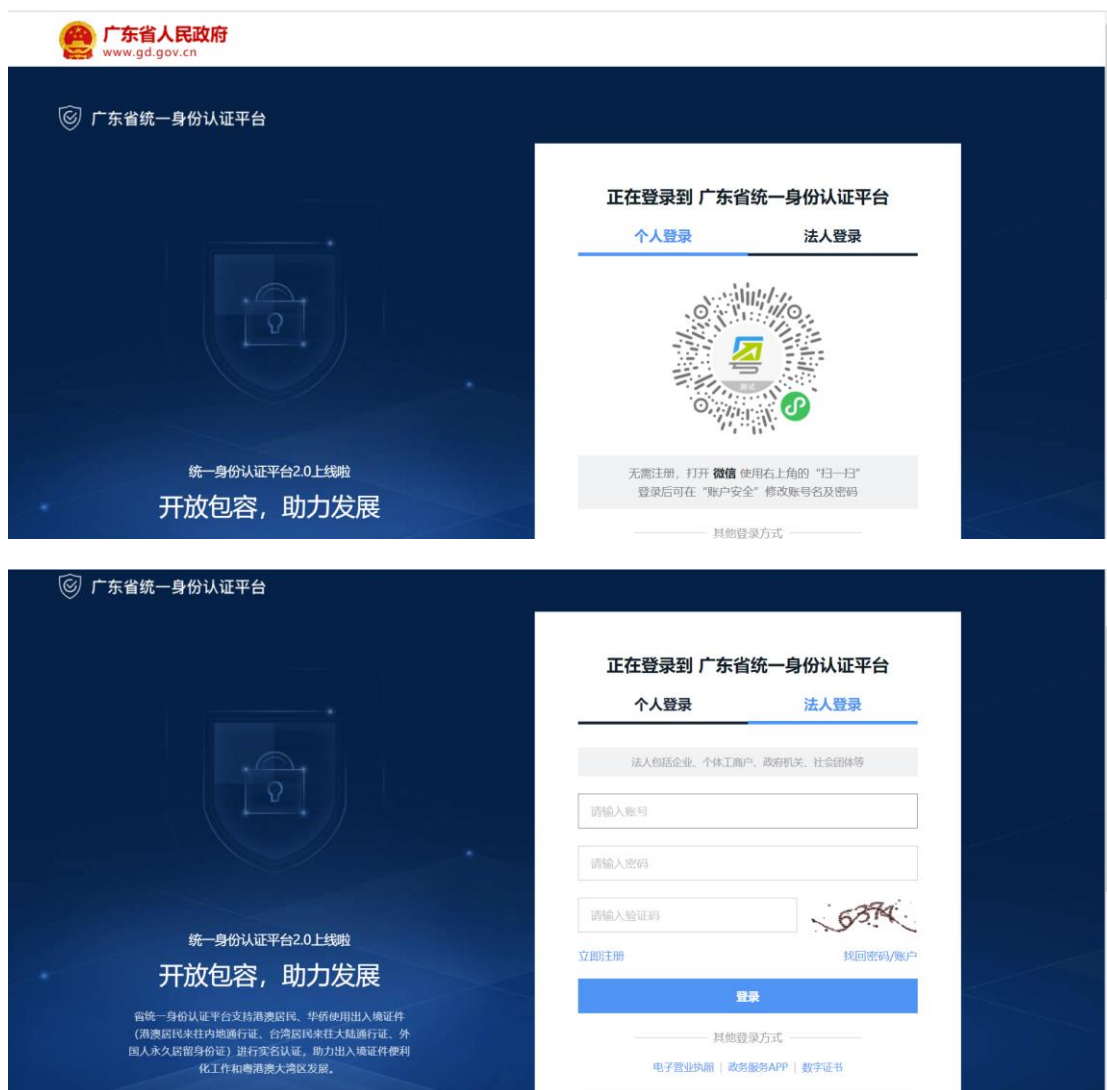 广东省人民政府
www.gd.gov.cn
广东省统一身份认证平台
正在登录到 广东省统一身份认证平台
个人登录 法人登录
测试
无需注册，打开 微信 使用右上角的“扫一扫”
登录后可在“账户安全”修改账号名及密码
其他登录方式
统一身份认证平台2.0上线啦
开放包容，助力发展
广东省统一身份认证平台
正在登录到 广东省统一身份认证平台
个人登录 法人登录
法人包括企业、个体工商户、政府机关、社会团体等
请输入账号
请输入密码
请输入验证码 6374
立即注册 找回密码/账户
登录
其他登录方式
电子营业执照 | 政务服务APP | 数字证书
统一身份认证平台2.0上线啦
开放包容，助力发展
省统一身份认证平台支持港澳居民、华侨使用出入境证件
（港澳居民来往内地通行证、台湾居民来往大陆通行证、外
国人永久居留身份证）进行实名认证，助力出入境证件便利
化工作和粤港澳大湾区发展。